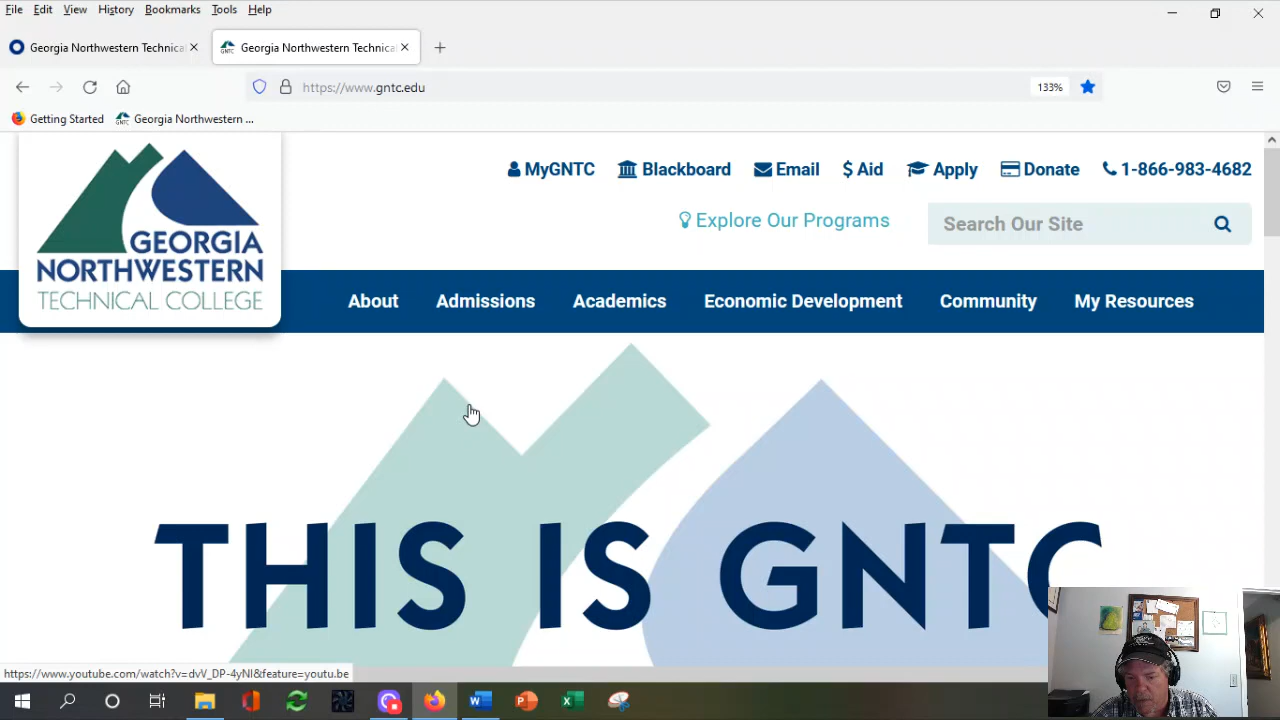 File Edit View History Bookmarks Tools Help
Georgia Northwestern Technica Georgia Northwestern Technica
https://www.gntc.edu 133%
Getting Started Georgia Northwestern ...
MyGNTC Blackboard Email Aid Apply Donate 1-866-983-4682
Explore Our Programs Search Our Site
GEORGIA
NORTHWESTERN
TECHNICAL COLLEGE
About Admissions Academics Economic Development Community My Resources
THIS IS GNTC
https://www.youtube.com/watch?v=dvV_DP-4yNI&feature=youtu.be